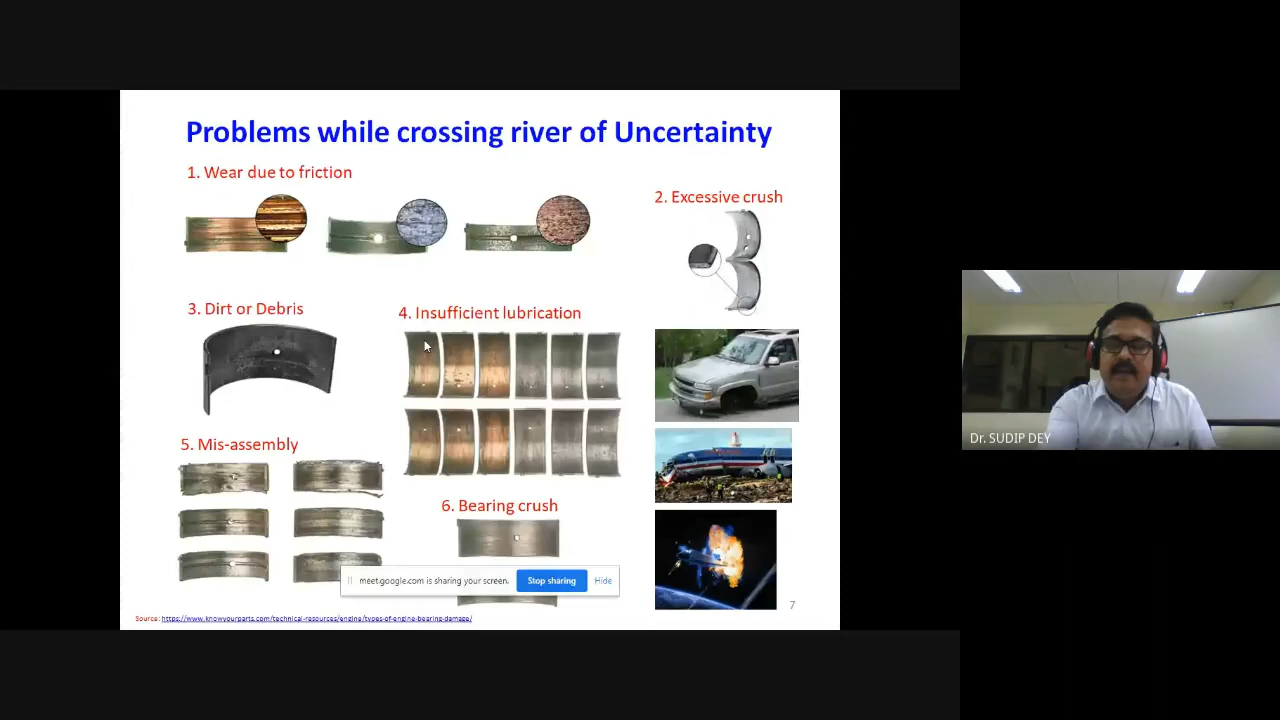 Problems while crossing river of Uncertainty
1. Wear due to friction
2. Excessive crush
3. Dirt or Debris
4. Insufficient lubrication
5. Mis-assembly
6. Bearing crush
meet.google.com is sharing your screen. Stop sharing Hide
7
Source: https://www.knowyourparts.com/technical-resources/engine/types-of-engine-bearing-damage/
Dr. SUDIP DEY